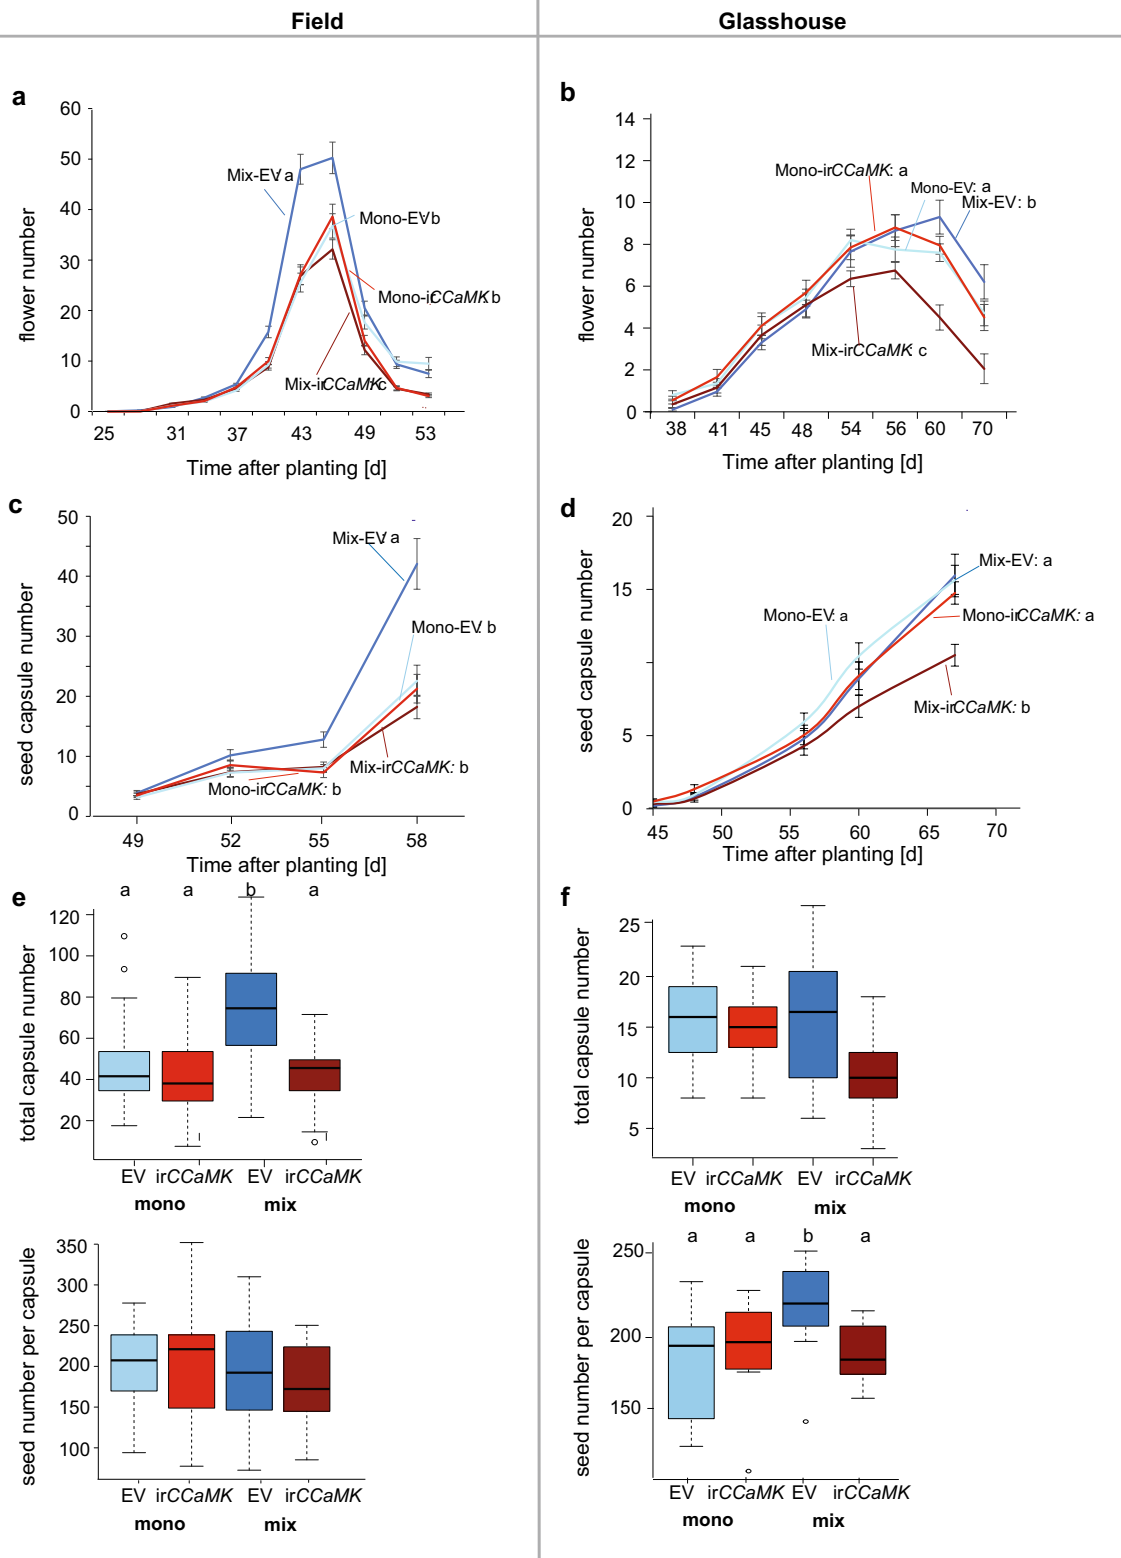 Field
Glasshouse
a
60
50
40
30
20
10
0
flower number
Mix-EV: a
Mono-EV b
Mono-irCCaMK b
Mix-irCCaMK c
25 31 37 43 49 53
Time after planting [d]
b
14
12
10
8
6
4
2
0
flower number
Mono-irCCaMK: a
Mono-EV: a
Mix-EV: b
Mix-irCCaMK: c
38 41 45 48 54 56 60 70
Time after planting [d]
c
50
40
30
20
10
0
seed capsule number
Mix-EV: a
Mono-EV: b
Mix-irCCaMK: b
Mono-irCCaMK: b
49 52 55 58
Time after planting [d]
d
20
15
5
0
seed capsule number
Mix-EV: a
Mono-EV: a
Mono-irCCaMK: a
Mix-irCCaMK: b
45 50 55 60 65 70
Time after planting [d]
e
a a b a
120
100
80
60
40
20
total capsule number
EV irCCaMK EV irCCaMK
mono mix
350
300
250
200
150
100
seed number per capsule
EV irCCaMK EV irCCaMK
mono mix
f
25
20
15
10
5
total capsule number
EV irCCaMK EV irCCaMK
mono mix
a a b a
250
200
150
seed number per capsule
EV irCCaMK EV irCCaMK
mono mix